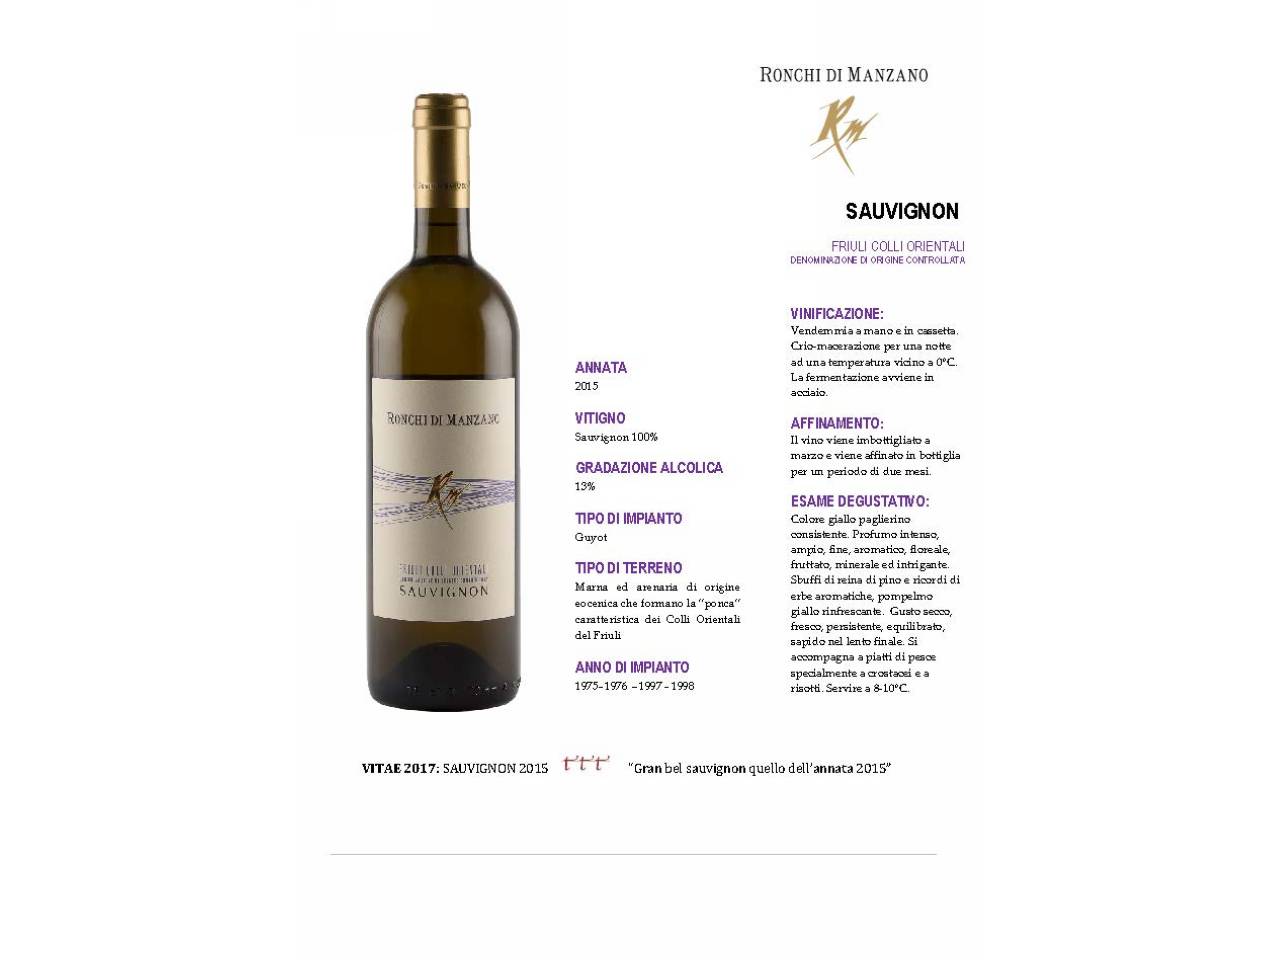 RONCHI DI MANZANO
Rm
SAUVIGNON
FRIULI COLLI ORIENTALI
DENOMINAZIONE DI ORIGINE CONTROLLATA
RONCHI DI MANZANO
Rm
FRIULI COLLI ORIENTALI
SAUVIGNON
ANNATA
2015
VITIGNO
Sauvignon 100%
GRADAZIONE ALCOLICA
13%
TIPO DI IMPIANTO
Guyot
TIPO DI TERRENO
Marna ed arenaria di origine
eocenica che formano la "ponca"
caratteristica dei Colli Orientali
del Friuli
ANNO DI IMPIANTO
1975-1976 –1997 – 1998
VINIFICAZIONE:
Vendemmia a mano e in cassetta.
Crio-macerazione per una notte
ad una temperatura vicino a 0°C.
La fermentazione avviene in
acciaio.
AFFINAMENTO:
Il vino viene imbottigliato a
marzo e viene affinato in bottiglia
per un periodo di due mesi.
ESAME DEGUSTATIVO:
Colore giallo paglierino
consistente. Profumo intenso,
ampio, fine, aromatico, floreale,
fruttato, minerale ed intrigante.
Sbuffi di reina di pino e ricordi di
erbe aromatiche, pompelmo
giallo rinfrescante. Gusto secco,
fresco, persistente, equilibrato,
sapido nel lento finale. Si
accompagna a piatti di pesce
specialmente a crostacei e a
risotti. Servire a 8-10°C.
VITAE 2017: SAUVIGNON 2015 t't't' "Gran bel sauvignon quello dell'annata 2015"